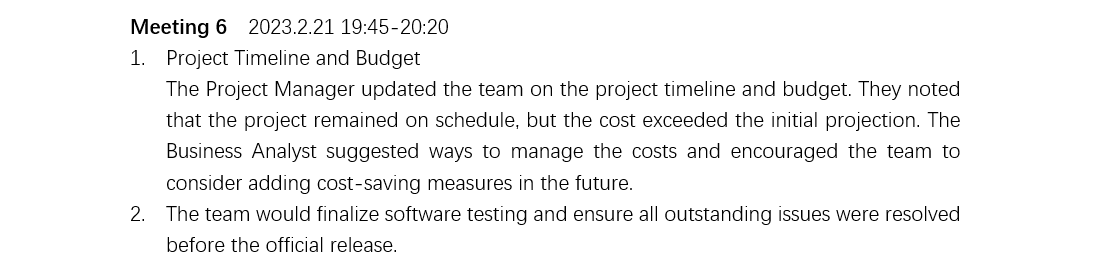 Meeting 6 2023.2.21 19:45-20:20
1. Project Timeline and Budget
The Project Manager updated the team on the project timeline and budget. They noted
that the project remained on schedule, but the cost exceeded the initial projection. The
Business Analyst suggested ways to manage the costs and encouraged the team to
consider adding cost-saving measures in the future.
2. The team would finalize software testing and ensure all outstanding issues were resolved
before the official release.